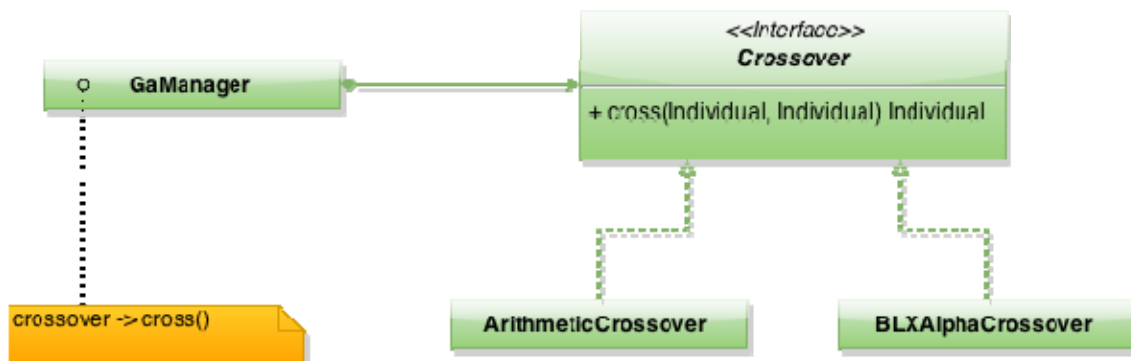 <<Interface>>
Crossover
GaManager
+ cross(Individual, Individual) Individual
crossover ->cross()
ArithmeticCrossover
BLXAlphaCrossover